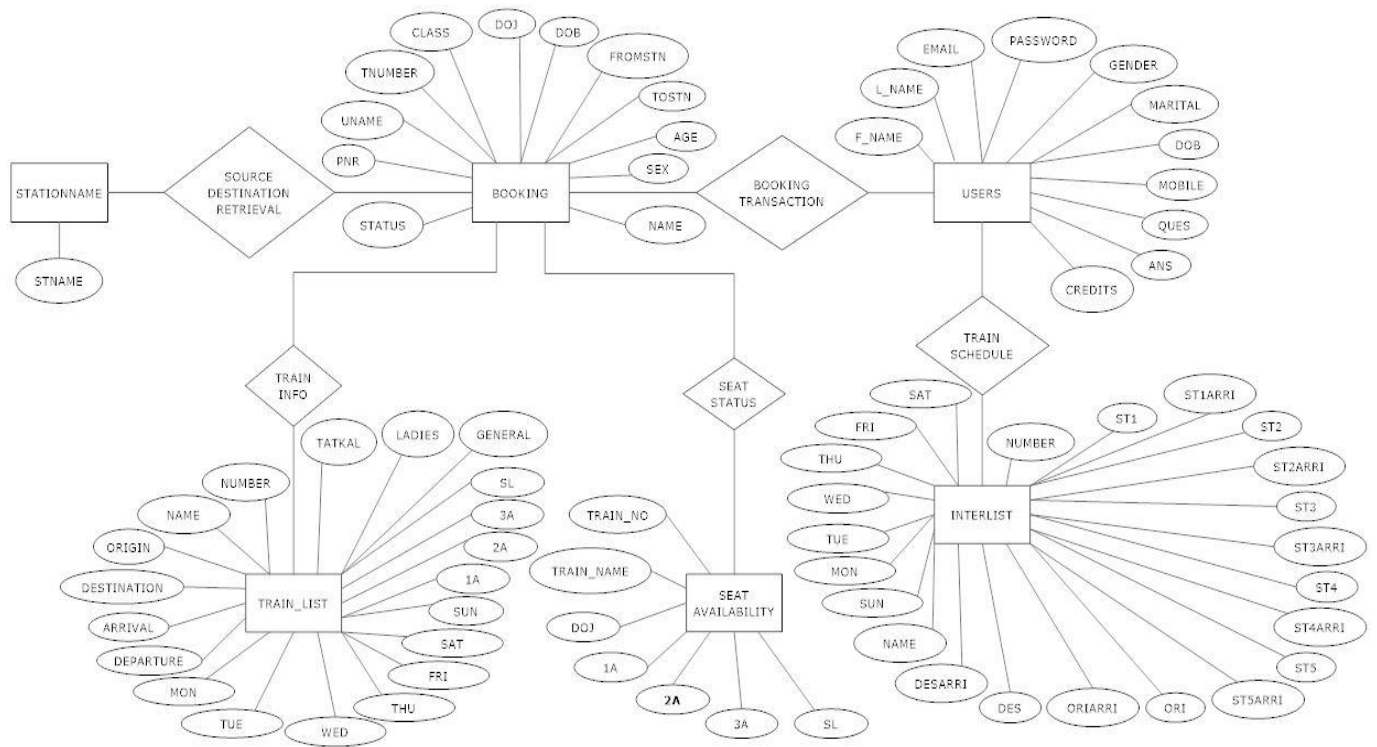 CLASS
DOJ
DOB
FROMSTN
TNUMBER
TOSTN
UNAME
AGE
PNR
SEX
STATUS
NAME
BOOKING
STATIONNAME
STNAME
SOURCE
DESTINATION
RETRIEVAL
BOOKING
TRANSACTION
EMAIL
PASSWORD
GENDER
L_NAME
MARITAL
F_NAME
DOB
MOBILE
QUES
ANS
CREDITS
USERS
TRAIN
INFO
SEAT
STATUS
TRAIN
SCHEDULE
TATKAL
LADIES
GENERAL
NUMBER
SL
NAME
3A
ORIGIN
2A
DESTINATION
1A
TRAIN_LIST
SUN
ARRIVAL
SAT
DEPARTURE
FRI
MON
THU
TUE
WED
TRAIN_NO
TRAIN_NAME
SEAT
AVAILABILITY
DOJ
1A
2A
3A
SL
SAT
FRI
NUMBER
ST1
ST1ARRI
ST2
THU
ST2ARRI
WED
INTERLIST
ST3
TUE
ST3ARRI
MON
ST4
SUN
ST4ARRI
NAME
ST5
DESARRI
ST5ARRI
DES
ORIARRI
ORI